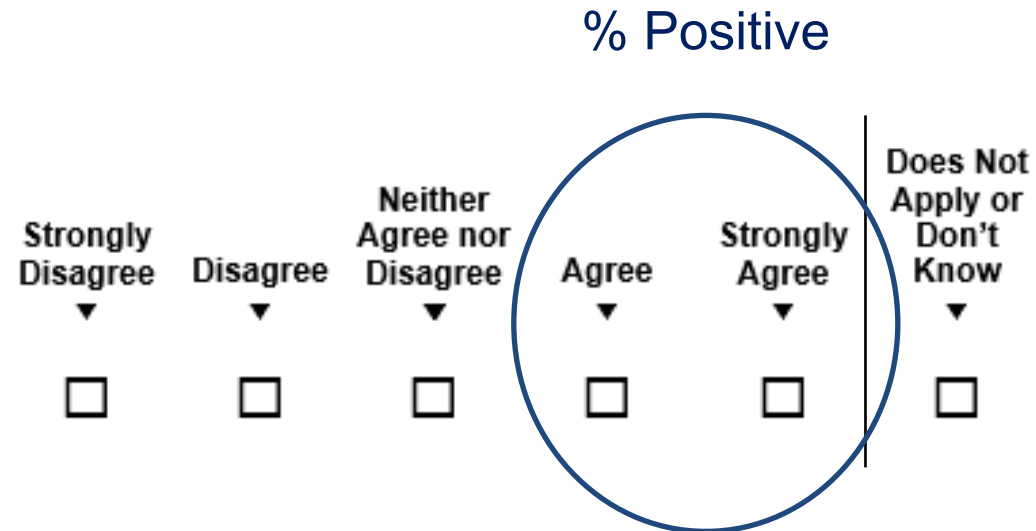 % Positive
Strongly
Disagree
Disagree
Neither
Agree nor
Disagree
Agree
Strongly
Agree
Does Not
Apply or
Don't
Know